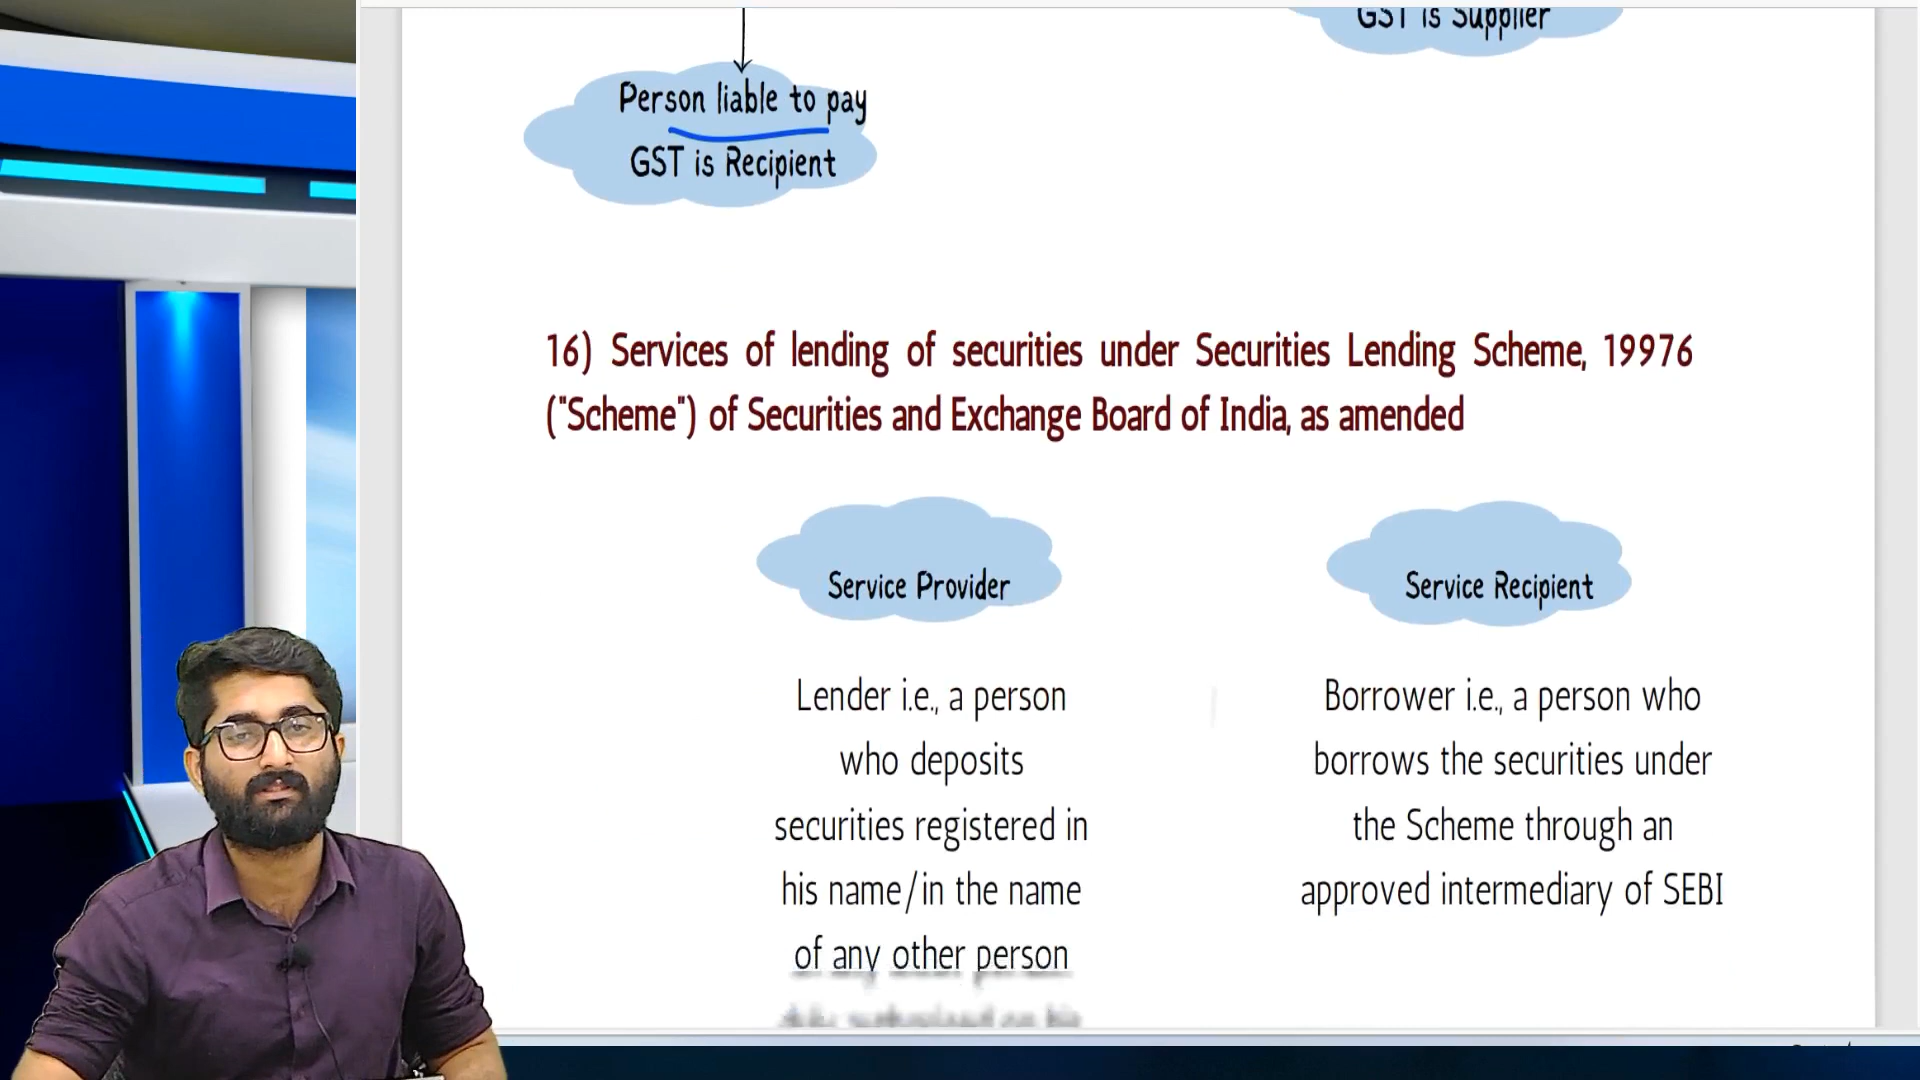 GST is Supplier
Person liable to pay
GST is Recipient
16) Services of lending of securities under Securities Lending Scheme, 19976
("Scheme") of Securities and Exchange Board of India, as amended
Service Provider
Service Recipient
Lender i.e., a person
who deposits
securities registered in
his name/in the name
of any other person
Borrower i.e., a person who
borrows the securities under
the Scheme through an
approved intermediary of SEBI